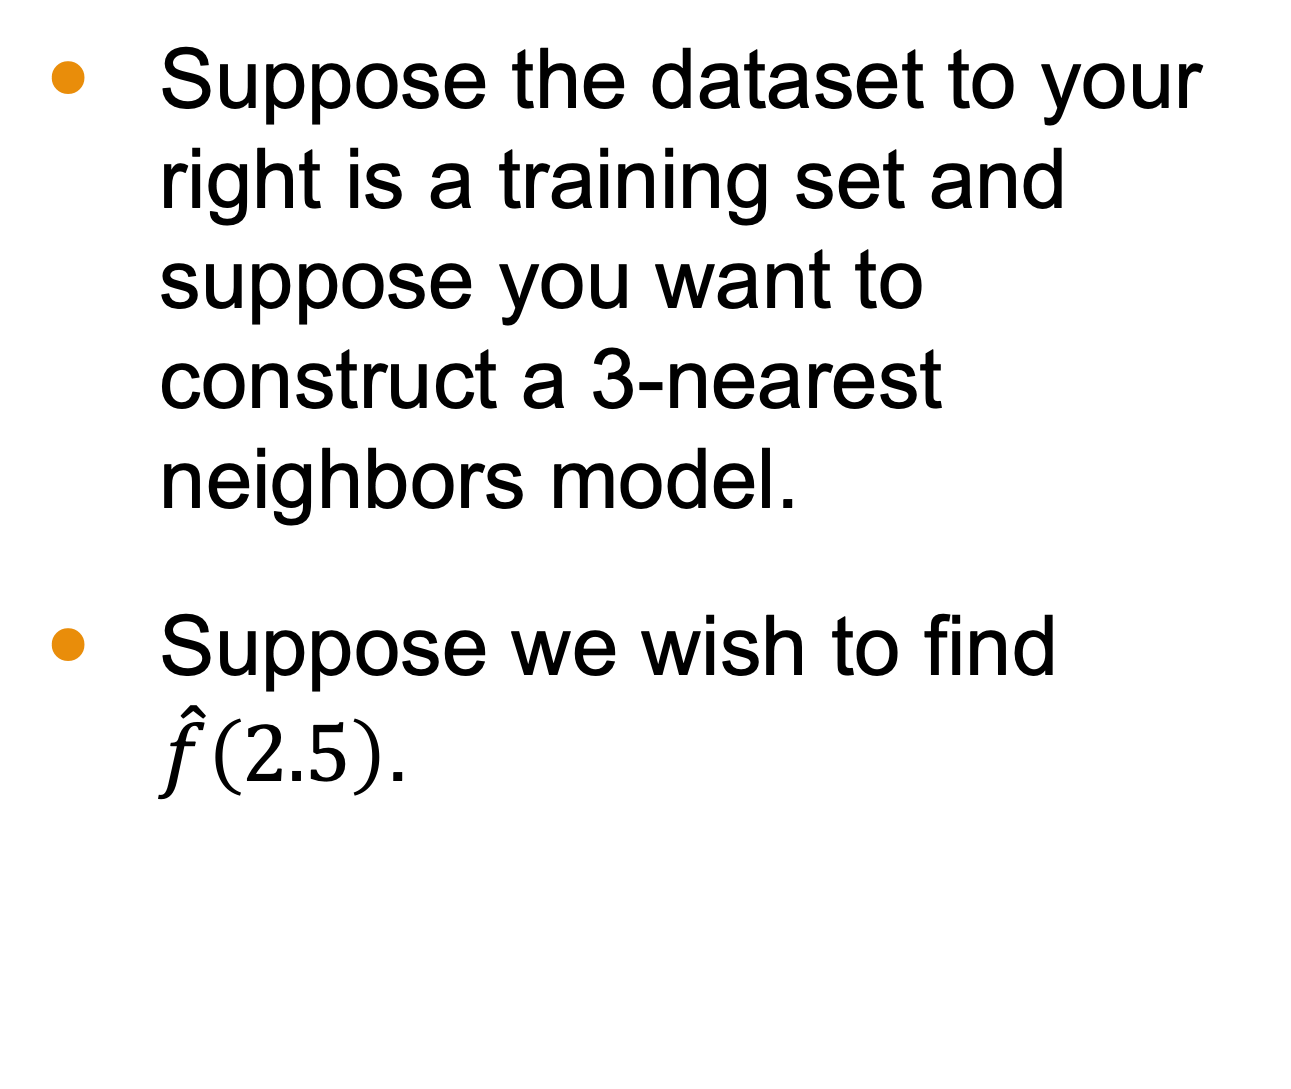 • Suppose the dataset to your
right is a training set and
suppose you want to
construct a 3-nearest
neighbors model.
• Suppose we wish to find
f̂(2.5).